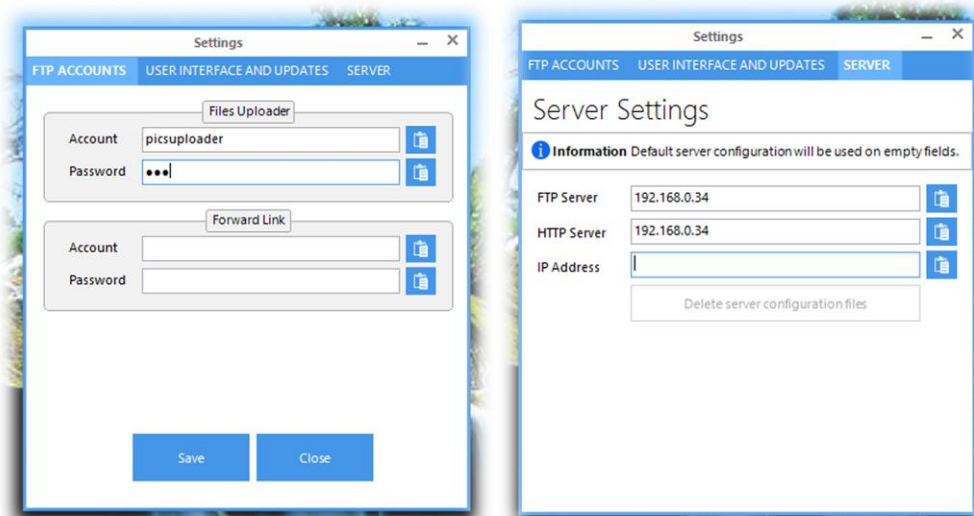 Settings
FTP ACCOUNTS USER INTERFACE AND UPDATES SERVER
Files Uploader
Account picsuploader
Password •••
Forward Link
Account
Password
Save Close
Settings
FTP ACCOUNTS USER INTERFACE AND UPDATES SERVER
Server Settings
Information Default server configuration will be used on empty fields.
FTP Server 192.168.0.34
HTTP Server 192.168.0.34
IP Address
Delete server configuration files